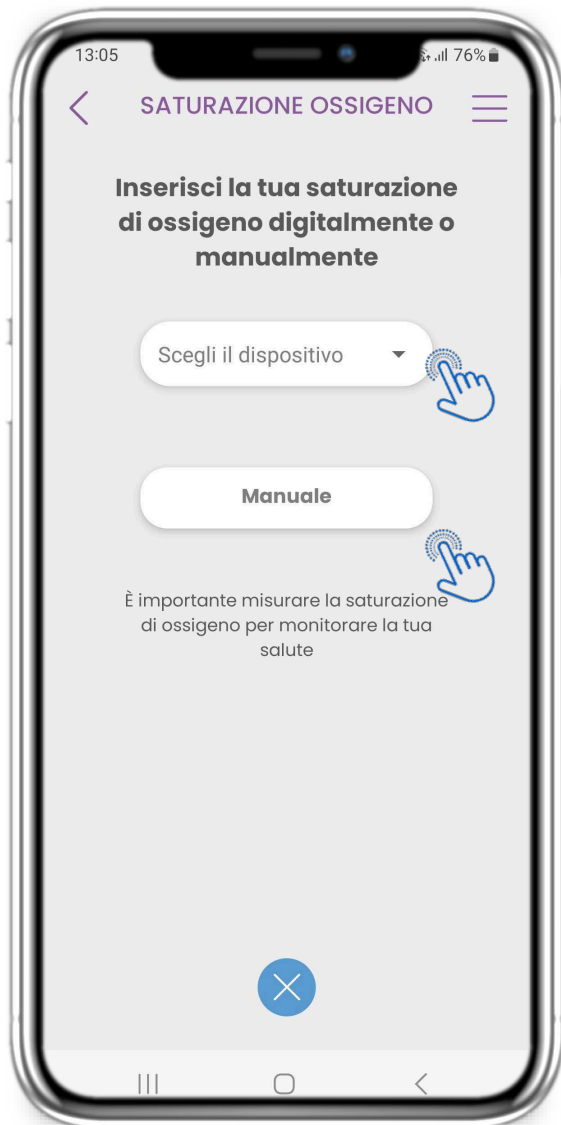 13:05 76%
SATURAZIONE OSSIGENO
Inserisci la tua saturazione
di ossigeno digitalmente o
manualmente
Scegli il dispositivo
Manuale
È importante misurare la saturazione
di ossigeno per monitorare la tua
salute